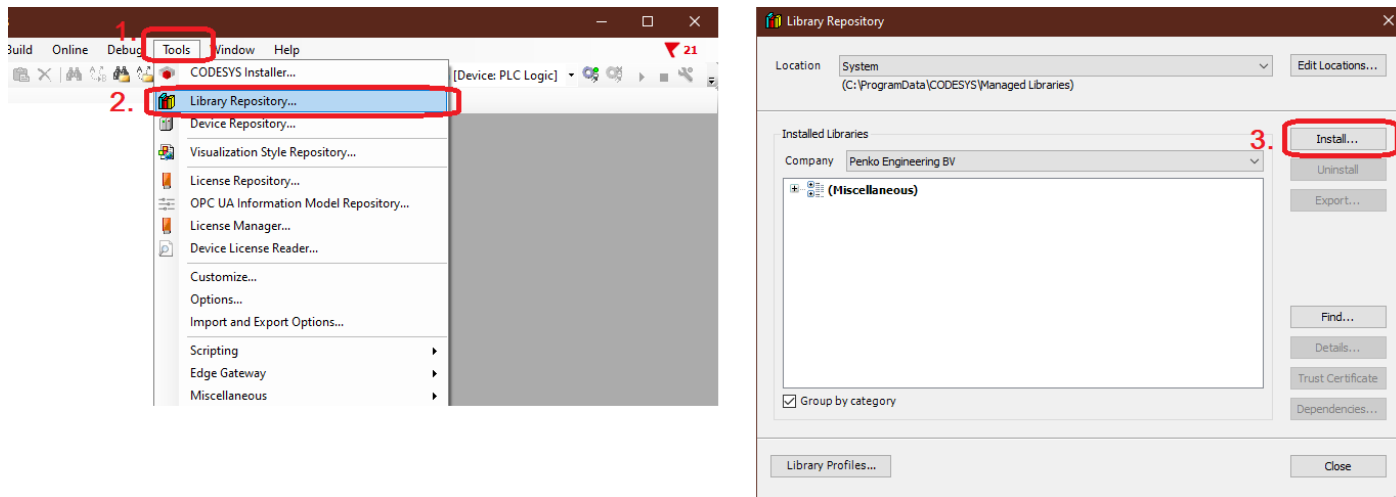 1.
Build Online Debug Tools Window Help
21
CODESYS Installer...
[Device: PLC Logic]
2. Library Repository...
Device Repository...
Visualization Style Repository...
License Repository...
OPC UA Information Model Repository...
License Manager...
Device License Reader...
Customize...
Options...
Import and Export Options...
Scripting
Edge Gateway
Miscellaneous
Library Repository
Location System Edit Locations...
(C:\ProgramData\CODESYS\Managed Libraries)
Installed Libraries
3. Install...
Company Penko Engineering BV
Uninstall
(Miscellaneous)
Export...
Find...
Details...
Trust Certificate
Group by category
Dependencies...
Library Profiles... Close